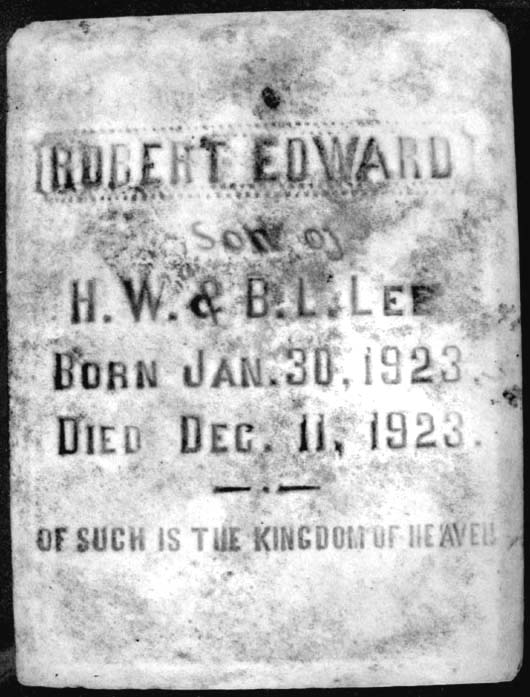 ROBERT EDWARD
Son of
H. W. & B. L. LEE
BORN JAN. 30, 1923.
DIED DEC. 11, 1923.
OF SUCH IS THE KINGDOM OF HEAVEN